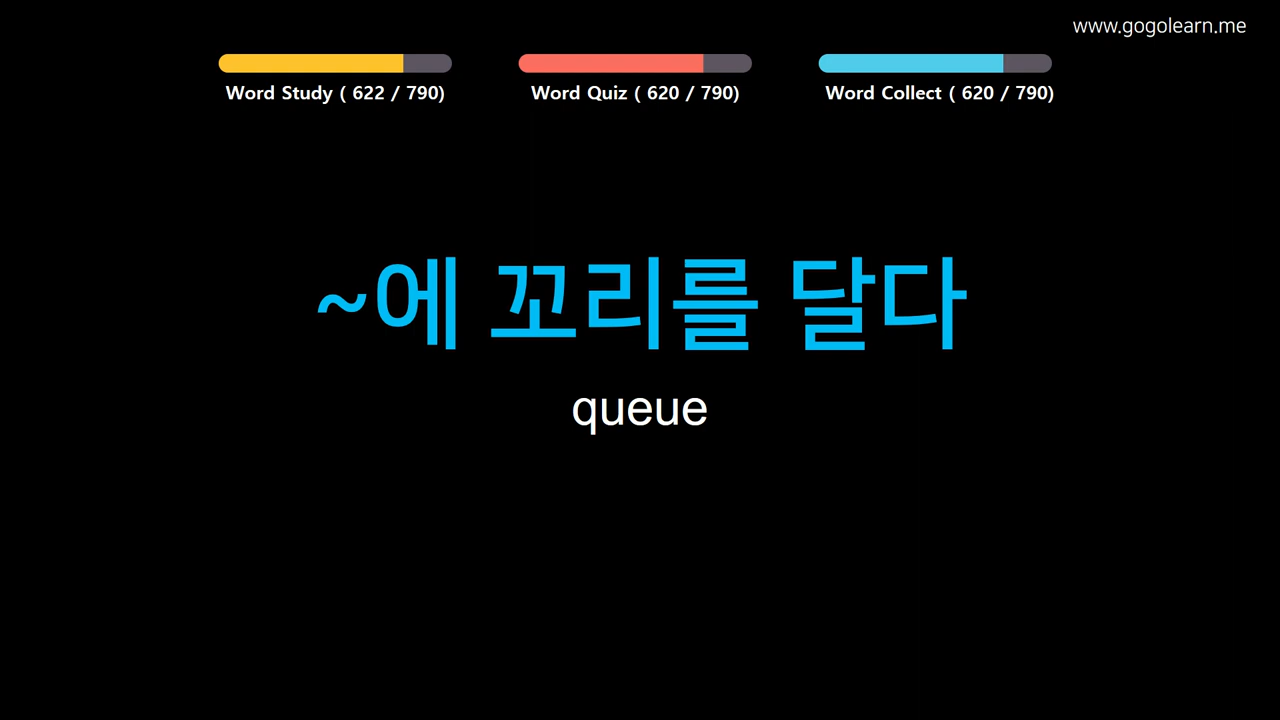 www.gogolearn.me
Word Study ( 622 / 790)
Word Quiz ( 620 / 790)
Word Collect ( 620 / 790)
~에 꼬리를 달다
queue